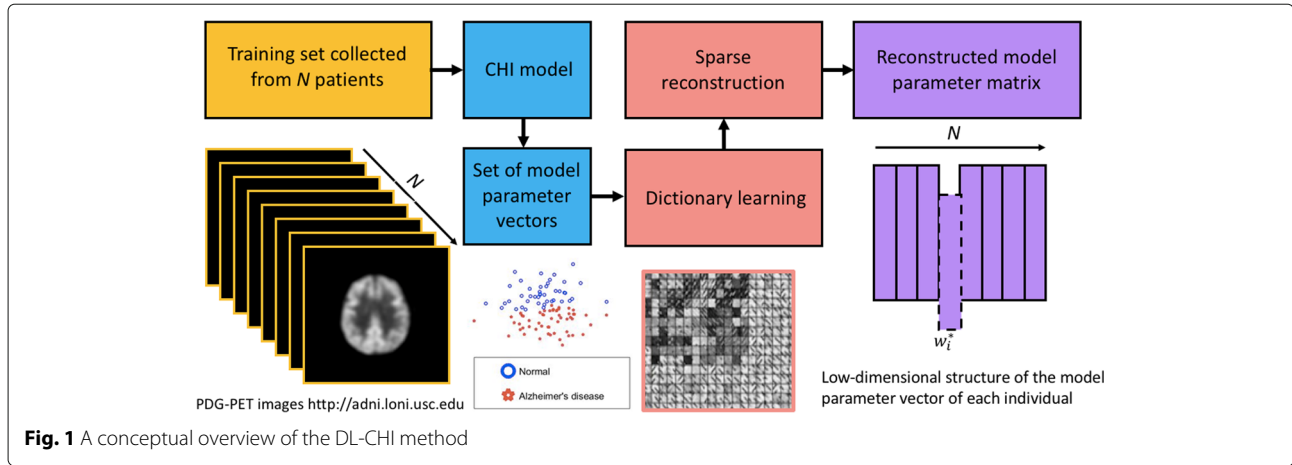 Training set collected
from N patients
CHI model
Sparse
reconstruction
Reconstructed model
parameter matrix
N
Set of model
parameter
vectors
Dictionary learning
N
w_i^*
Normal
Alzheimer's disease
PDG-PET images http://adni.loni.usc.edu
Low-dimensional structure of the model
parameter vector of each individual
Fig. 1 A conceptual overview of the DL-CHI method